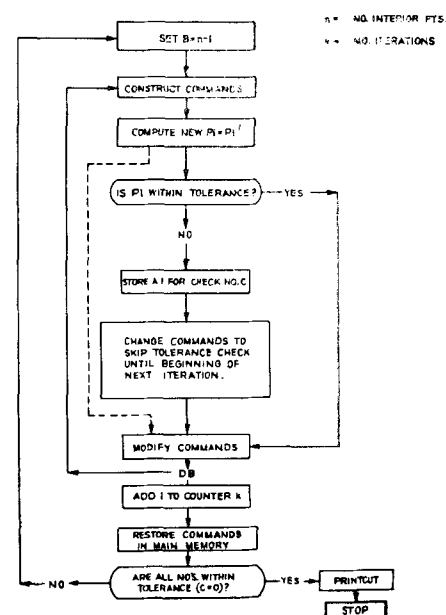 n = NO. INTERIOR PTS.
k = NO. ITERATIONS
SET B=n-1
CONSTRUCT COMMANDS
COMPUTE NEW Pi=Pi'
IS Pi WITHIN TOLERANCE?
YES
NO
STORE A 1 FOR CHECK NO. C
CHANGE COMMANDS TO
SKIP TOLERANCE CHECK
UNTIL BEGINNING OF
NEXT ITERATION.
MODIFY COMMANDS
DB
ADD 1 TO COUNTER k
RESTORE COMMANDS
IN MAIN MEMORY
ARE ALL NO'S. WITHIN
TOLERANCE (C=0)?
NO
YES
PRINTOUT
STOP